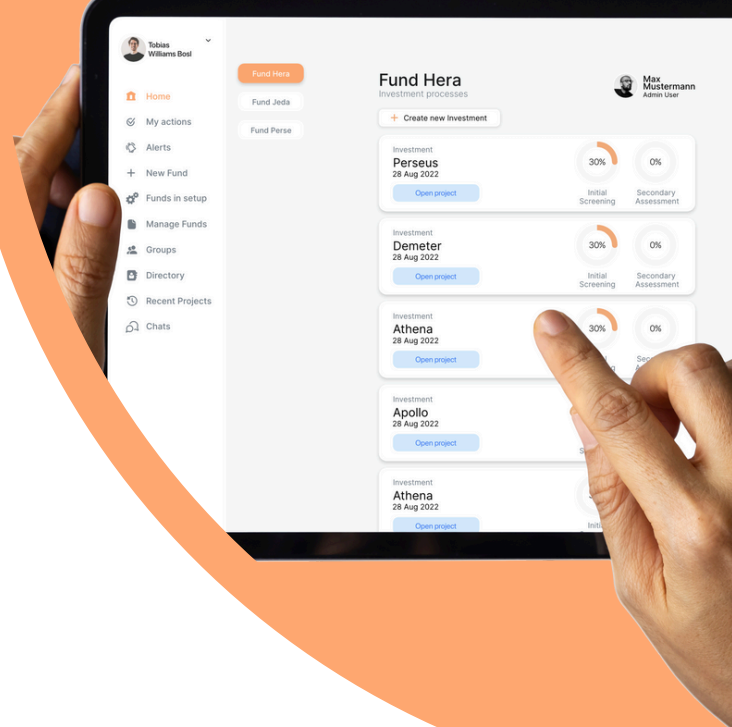 Tobias
Williams Bosl
Home
My actions
Alerts
New Fund
Funds in setup
Manage Funds
Groups
Directory
Recent Projects
Chats
Fund Hera
Fund Jeda
Fund Perse
Fund Hera
Investment processes
Max
Mustermann
Admin User
+ Create new Investment
Investment
Perseus
28 Aug 2022
Open project
30%
0%
Initial
Screening
Secondary
Assessment
Investment
Demeter
28 Aug 2022
Open project
30%
0%
Initial
Screening
Secondary
Assessment
Investment
Athena
28 Aug 2022
Open project
30%
0%
Investment
Apollo
28 Aug 2022
Open project
Investment
Athena
28 Aug 2022
Open project